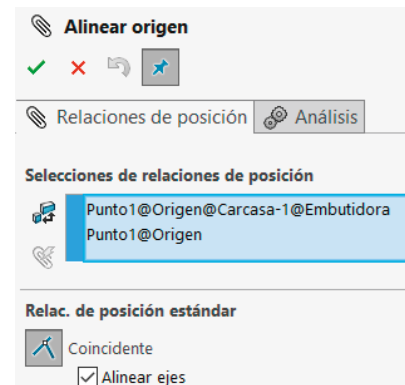 Alinear origen
Relaciones de posición Análisis
Selecciones de relaciones de posición
Punto1@Origen@Carcasa-1@Embutidora
Punto1@Origen
Relac. de posición estándar
Coincidente
Alinear ejes